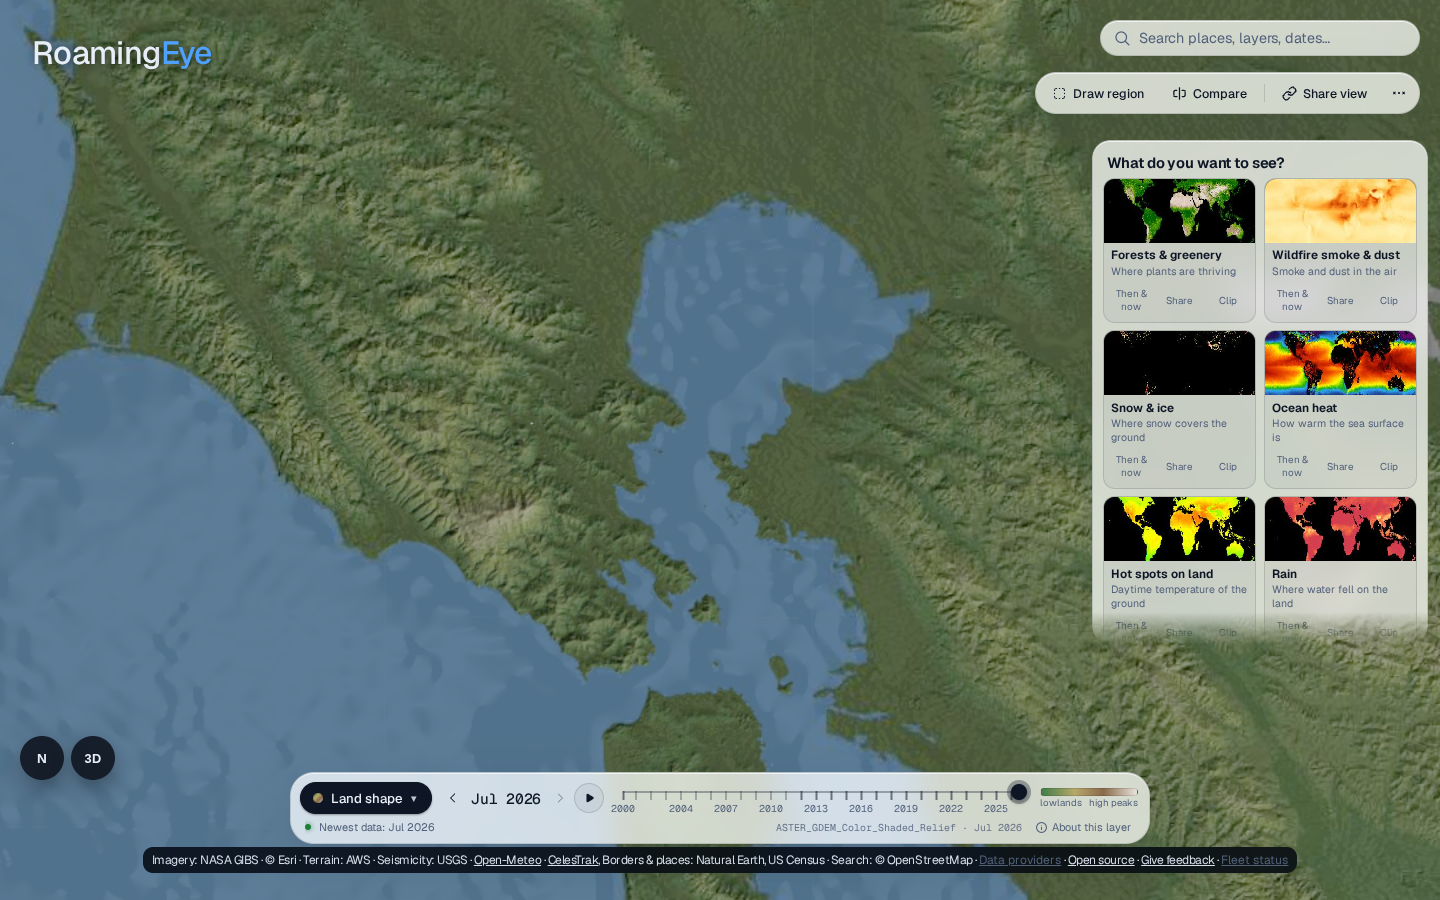 RoamingEye
Search places, layers, dates...
Draw region
Compare
Share view
What do you want to see?
Forests & greenery
Where plants are thriving
Then & now
Share
Clip
Wildfire smoke & dust
Smoke and dust in the air
Then & now
Share
Clip
Snow & ice
Where snow covers the ground
Then & now
Share
Clip
Ocean heat
How warm the sea surface is
Then & now
Share
Clip
Hot spots on land
Daytime temperature of the ground
Then &
Share
Clip
Rain
Where water fell on the land
Then &
Share
Clip
N
3D
Land shape
Jul 2026
2000 2004 2007 2010 2013 2016 2019 2022 2025
lowlands high peaks
Newest data: Jul 2026
ASTER_GDEM_Color_Shaded_Relief · Jul 2026
About this layer
Imagery: NASA GIBS · © Esri · Terrain: AWS · Seismicity: USGS · Open-Meteo · CelesTrak, Borders & places: Natural Earth, US Census · Search: © OpenStreetMap · Data providers · Open source · Give feedback · Fleet status